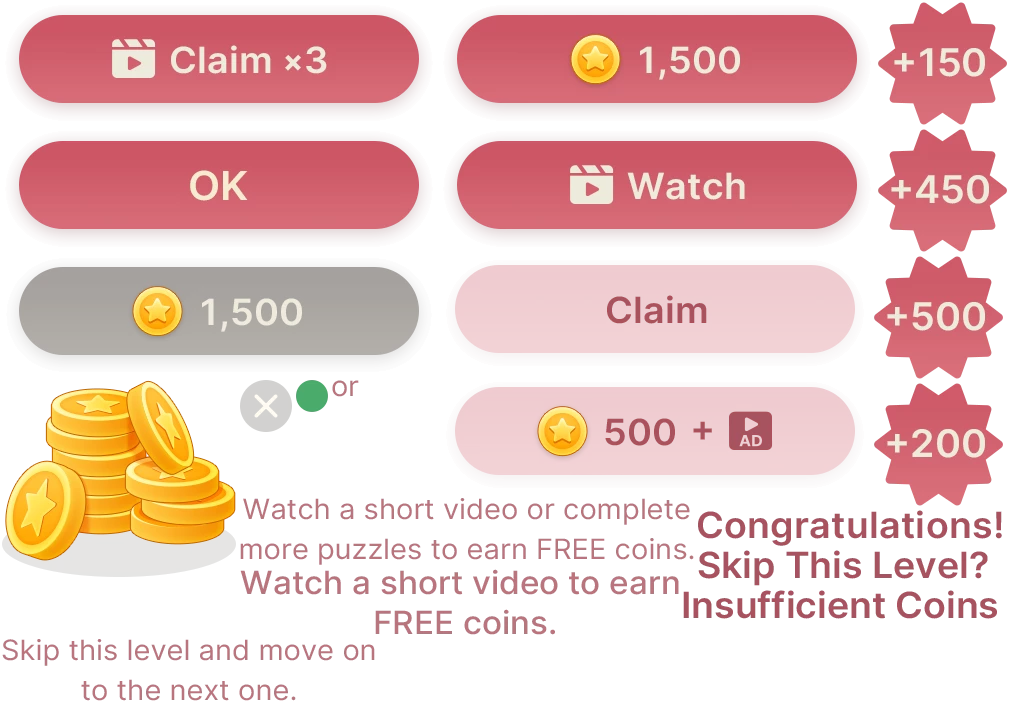 Claim ×3
1,500
+150
OK
Watch
+450
1,500
Claim
+500
or
500 +
AD
+200
Watch a short video or complete
more puzzles to earn FREE coins.
Watch a short video to earn
FREE coins.
Congratulations!
Skip This Level?
Insufficient Coins
Skip this level and move on
to the next one.